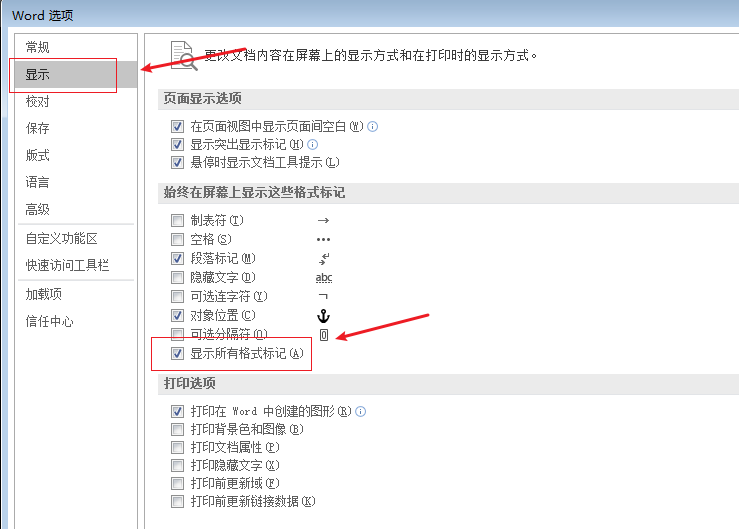 Word 选项
常规
显示
校对
保存
版式
语言
高级
自定义功能区
快速访问工具栏
加载项
信任中心
更改文档内容在屏幕上的显示方式和在打印时的显示方式。
页面显示选项
在页面视图中显示页面间空白(W)
显示突出显示标记(H)
悬停时显示文档工具提示(L)
始终在屏幕上显示这些格式标记
制表符(T) →
空格(S) •••
段落标记(M)
隐藏文字(D) abc
可选连字符(Y) ¬
对象位置(C)
可选分隔符(O)
显示所有格式标记(A)
打印选项
打印在 Word 中创建的图形(R)
打印背景色和图像(B)
打印文档属性(P)
打印隐藏文字(X)
打印前更新域(F)
打印前更新链接数据(K)